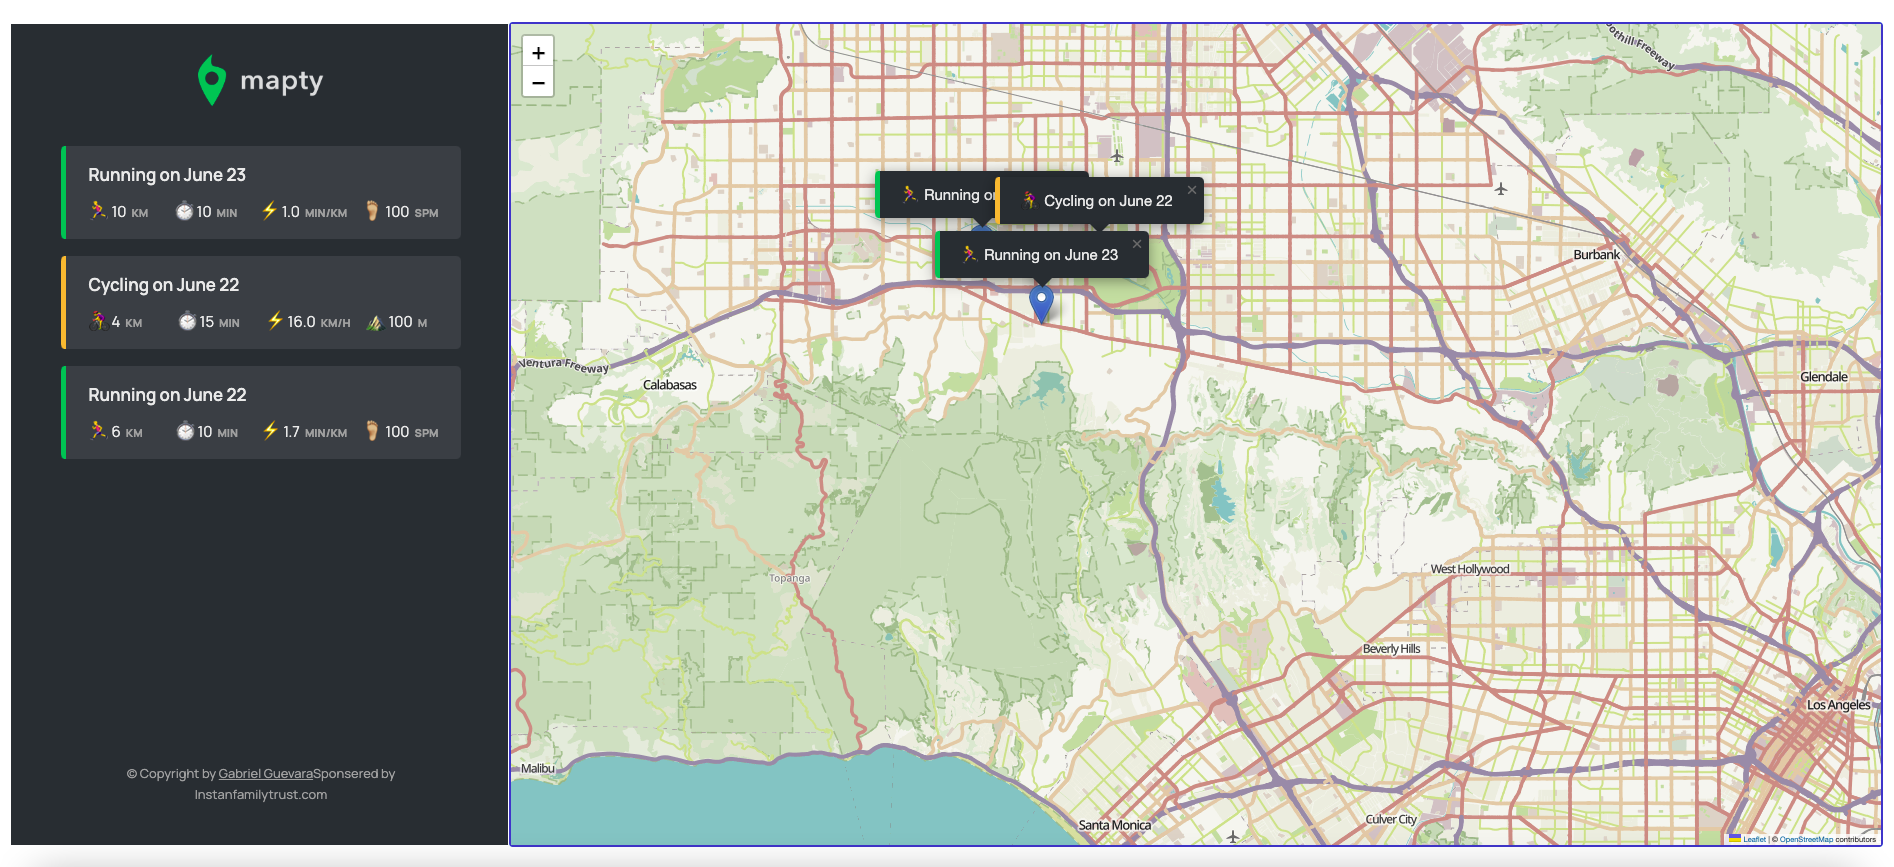 mapty
Running on June 23
10 KM 10 MIN 1.0 MIN/KM 100 SPM
Cycling on June 22
4 KM 15 MIN 16.0 KM/H 100 M
Running on June 22
6 KM 10 MIN 1.7 MIN/KM 100 SPM
© Copyright by Gabriel GuevaraSponsered by
Instanfamilytrust.com
+
−
oothill Freeway
Running on
Cycling on June 22 ×
Running on June 23 ×
Burbank
Ventura Freeway
Calabasas
Glendale
West Hollywood
Topanga
Beverly Hills
Los Angeles
Malibu
Santa Monica
Culver City
Leaflet | © OpenStreetMap contributors